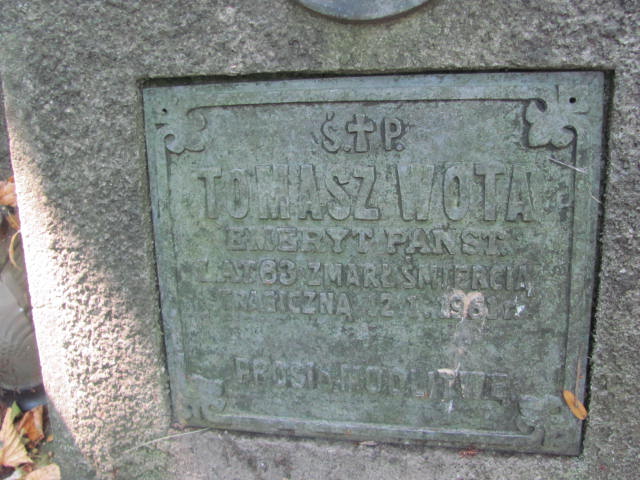 Ś.†P.
TOMASZ WOTA
EMERYT PAŃST.
LAT 63 ZMARŁ ŚMIERCIĄ
TRAGICZNĄ
PROSI O MODLITWĘ